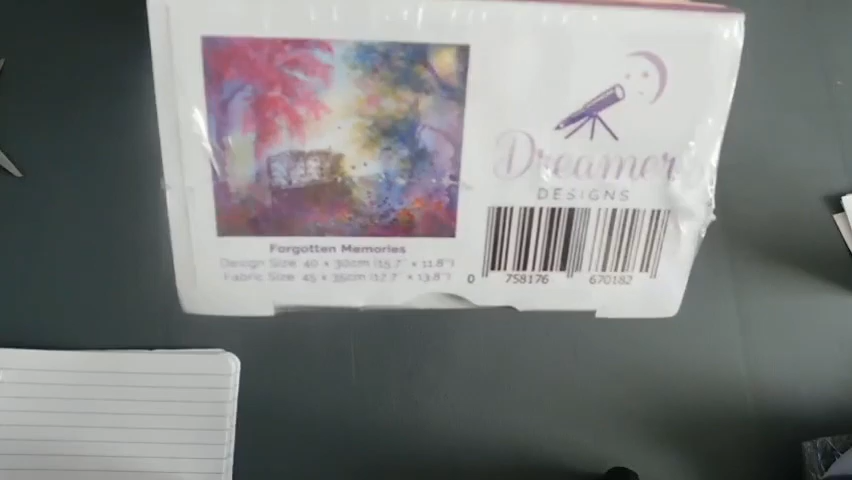 Forgotten Memories
Design Size 40 x 30cm (15.7" x 11.8")
Fabric Size 45 x 35cm (17.7" x 13.8")
Dreamer
DESIGNS
0 758176 670182